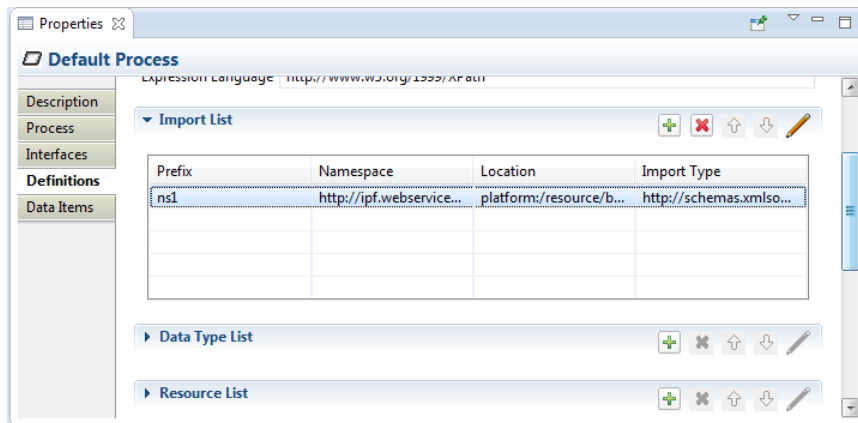 Properties
Default Process
Expression Language http://www.w3.org/1999/XPath
Description
Process
Interfaces
Definitions
Data Items
Import List
Prefix Namespace Location Import Type
ns1 http://ipf.webservice... platform:/resource/b... http://schemas.xmlso...
Data Type List
Resource List